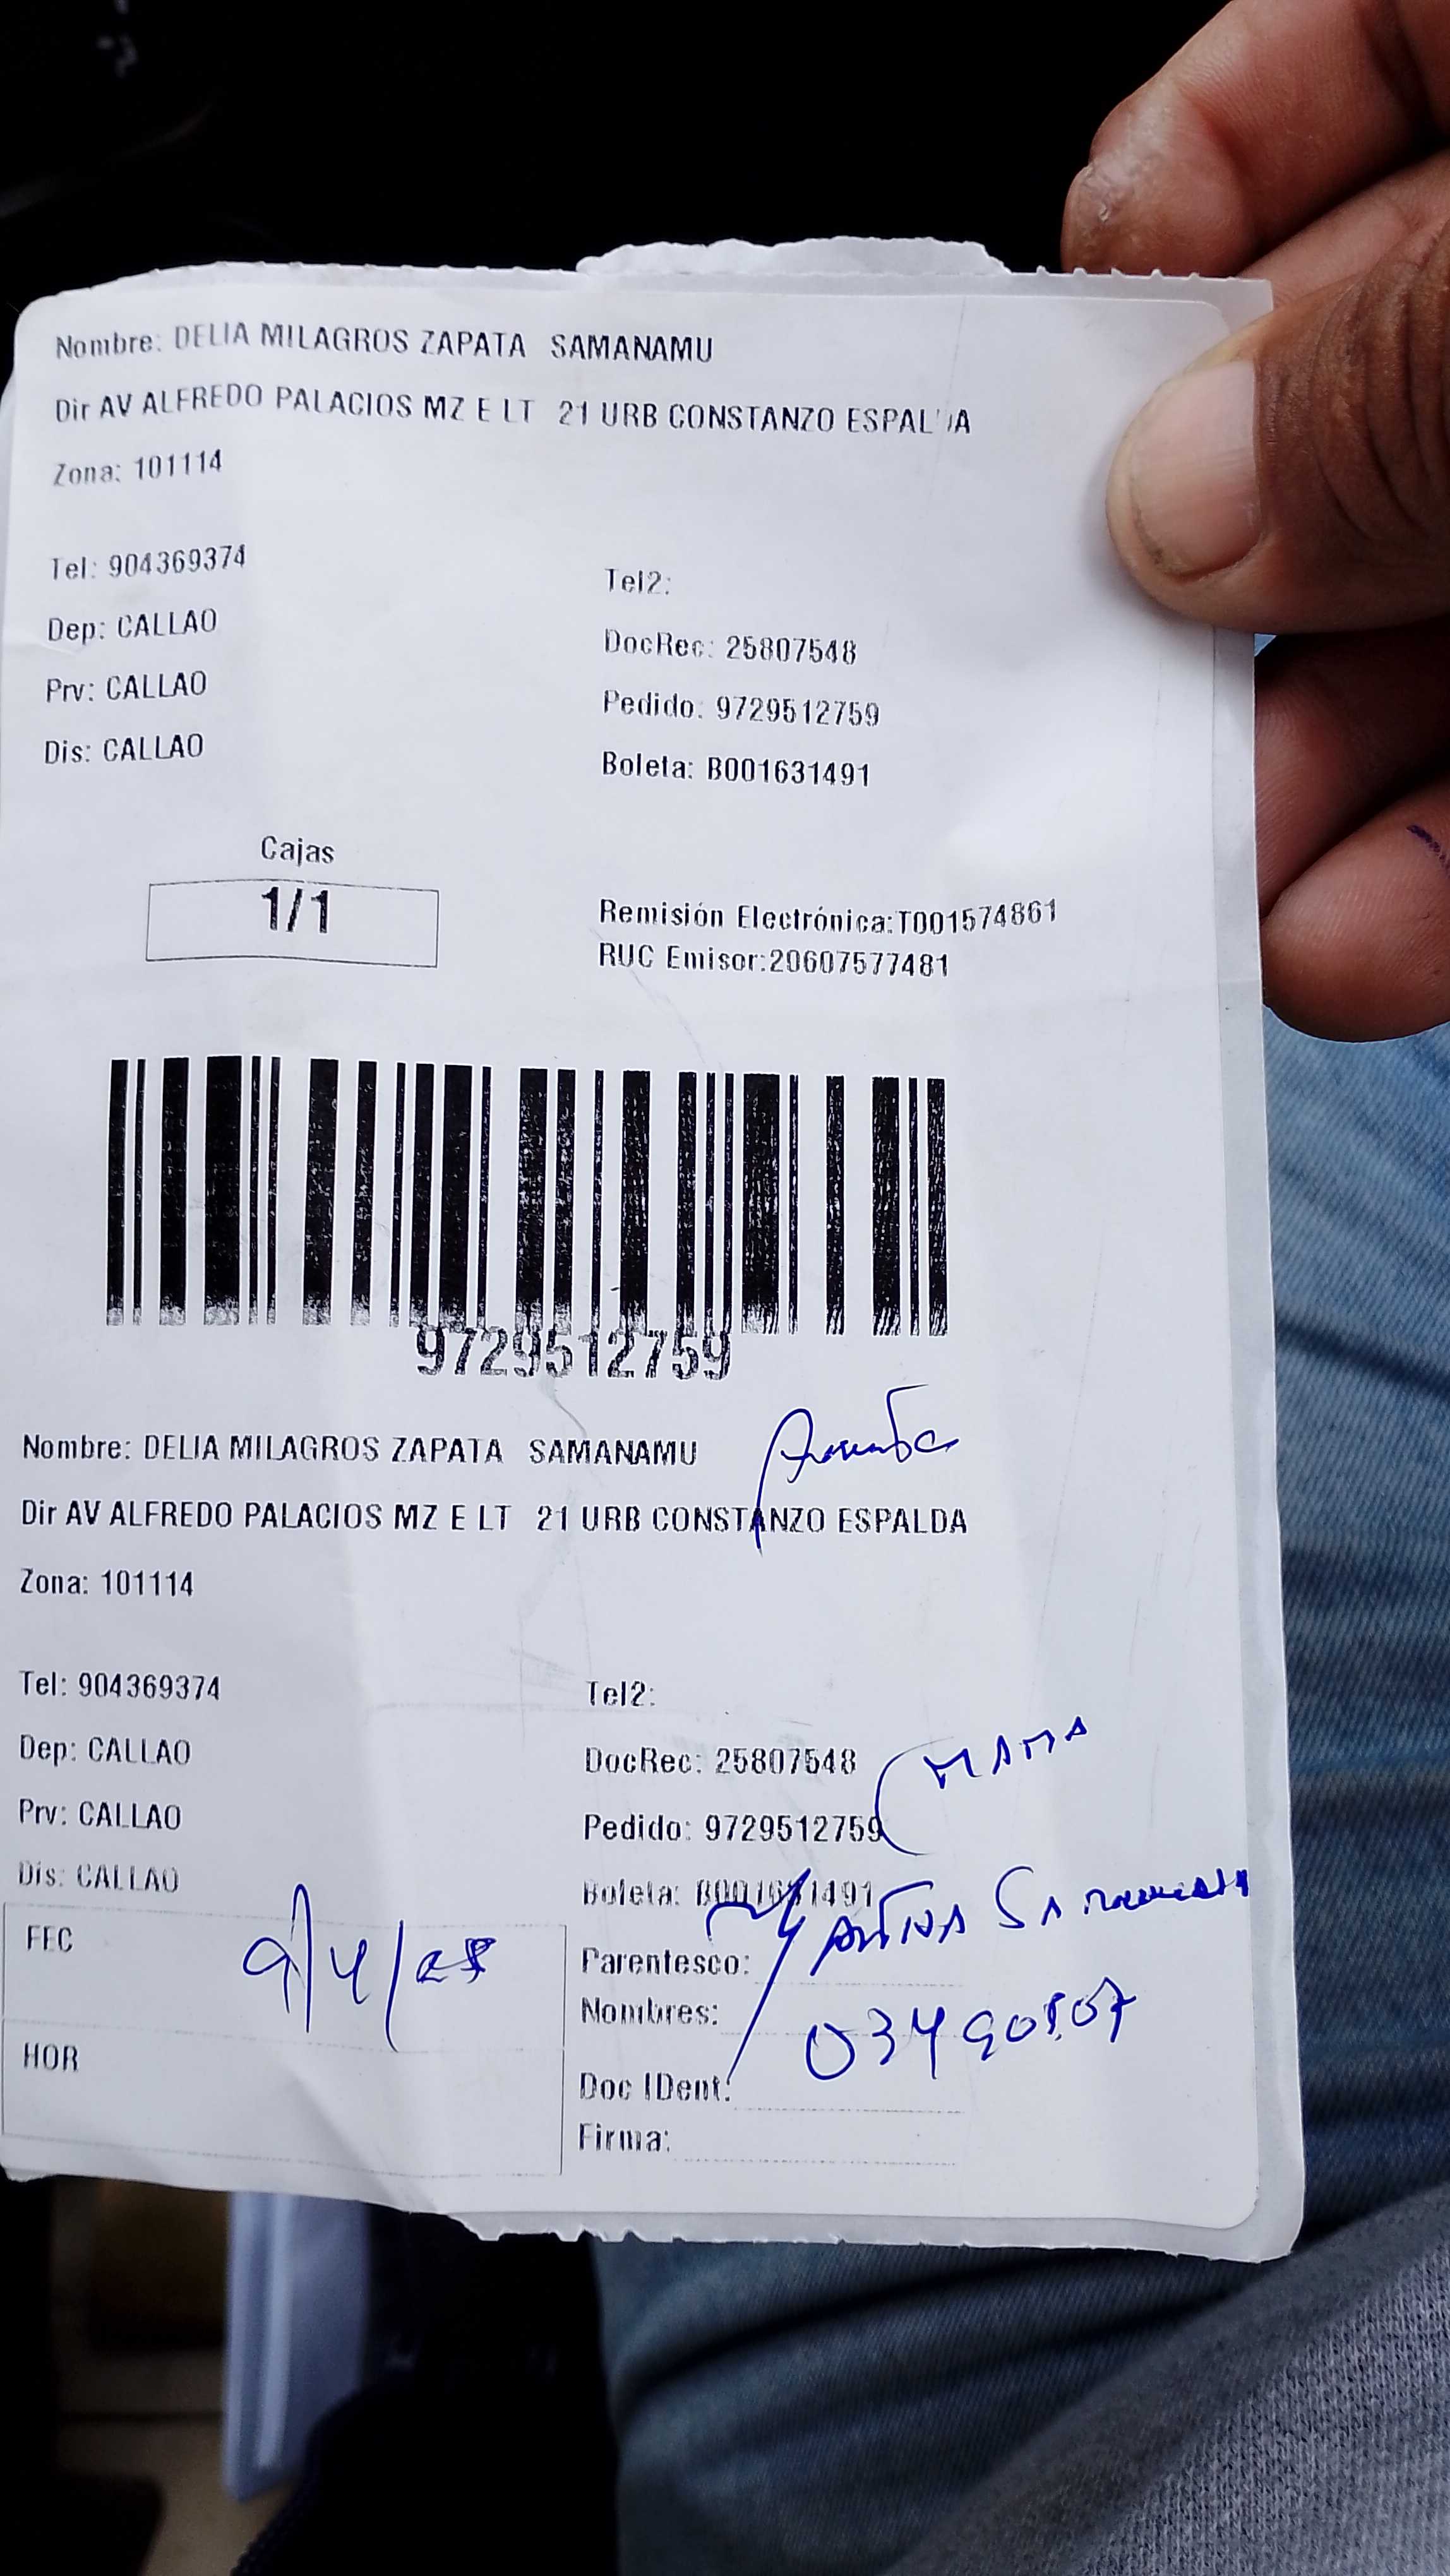 Nombre: DELIA MILAGROS ZAPATA SAMANAMU
Dir AV ALFREDO PALACIOS MZ E LT 21 URB CONSTANZO ESPAL
Zona: 101114
Tel: 904369374
Tel2:
Dep: CALLAO
DocRec: 25807548
Prv: CALLAO
Pedido: 9729512759
Dis: CALLAO
Boleta: B001631491
Cajas
1/1
Remisión Electrónica:T001574861
RUC Emisor:20607577481
9729512759
Nombre: DELIA MILAGROS ZAPATA SAMANAMU
Dir AV ALFREDO PALACIOS MZ E LT 21 URB CONSTANZO ESPALDA
Zona: 101114
Tel: 904369374
Tel2:
Dep: CALLAO
DocRec: 25807548
MAMA
Prv: CALLAO
Pedido: 9729512759
Dis: CALLAO
Boleta: B001631491
FEC
9/4/25
Parentesco:
Nombres:
HOR
Doc IDent:
Firma: